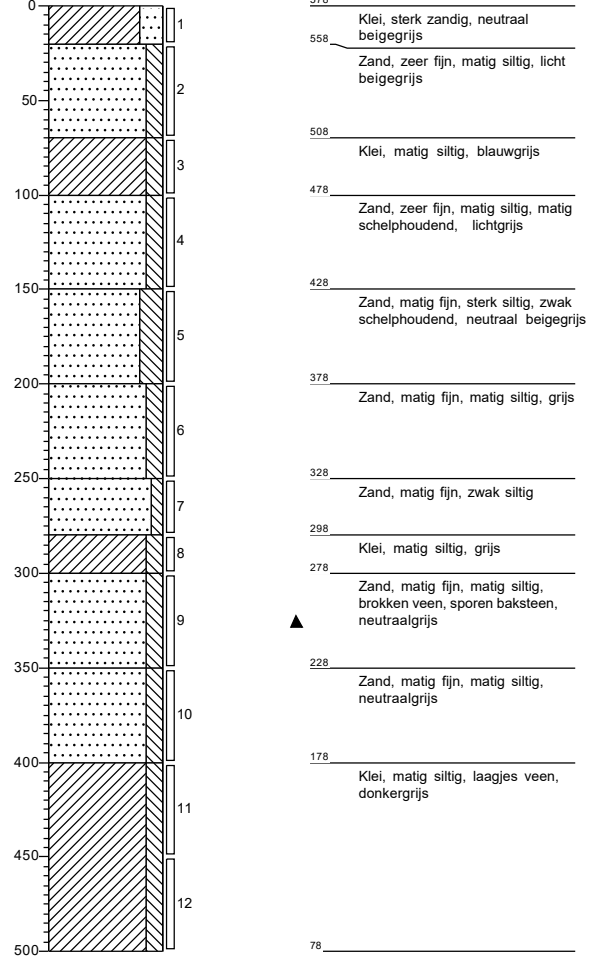 0
50
100
150
200
250
300
350
400
450
500
1
2
3
4
5
6
7
8
9
10
11
12
578
Klei, sterk zandig, neutraal
beigegrijs
558
Zand, zeer fijn, matig siltig, licht
beigegrijs
508
Klei, matig siltig, blauwgrijs
478
Zand, zeer fijn, matig siltig, matig
schelphoudend, lichtgrijs
428
Zand, matig fijn, sterk siltig, zwak
schelphoudend, neutraal beigegrijs
378
Zand, matig fijn, matig siltig, grijs
328
Zand, matig fijn, zwak siltig
298
Klei, matig siltig, grijs
278
Zand, matig fijn, matig siltig,
brokken veen, sporen baksteen,
neutraalgrijs
228
Zand, matig fijn, matig siltig,
neutraalgrijs
178
Klei, matig siltig, laagjes veen,
donkergrijs
78